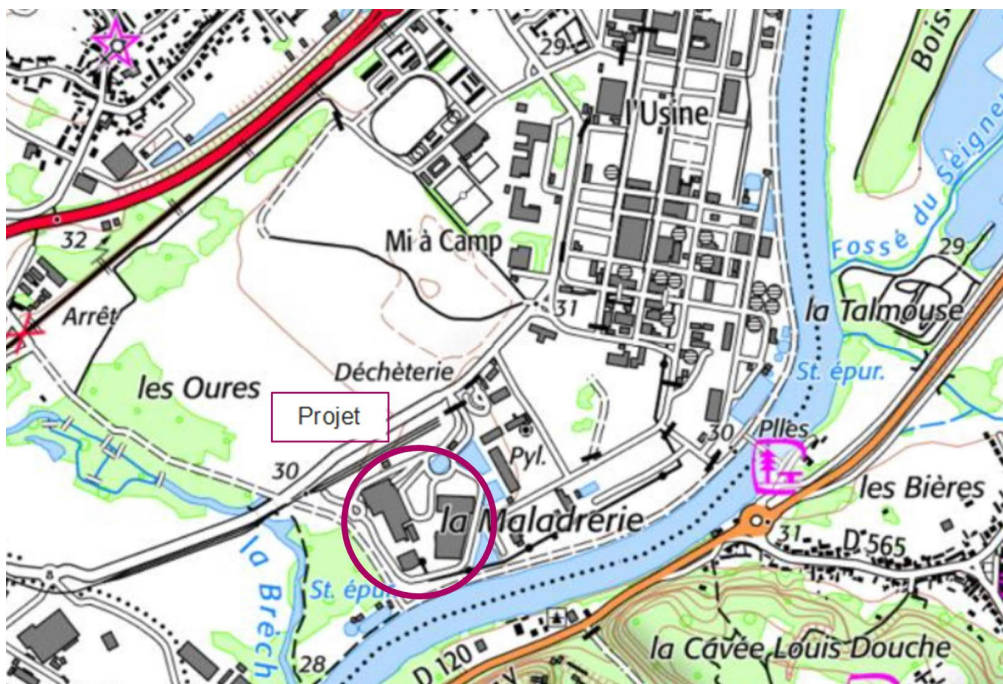 29
Bois
l'Usine
Fossé du Seigneur
32
Mi à Camp
29
Arrêt
31
la Talmouse
les Oures
Déchèterie
St. épur.
Projet
30
Plles
30
Pyl.
les Bières
la Maladrerie
31
D 565
la Brêch
St. épur.
28
D 120
la Cavée Louis Douche